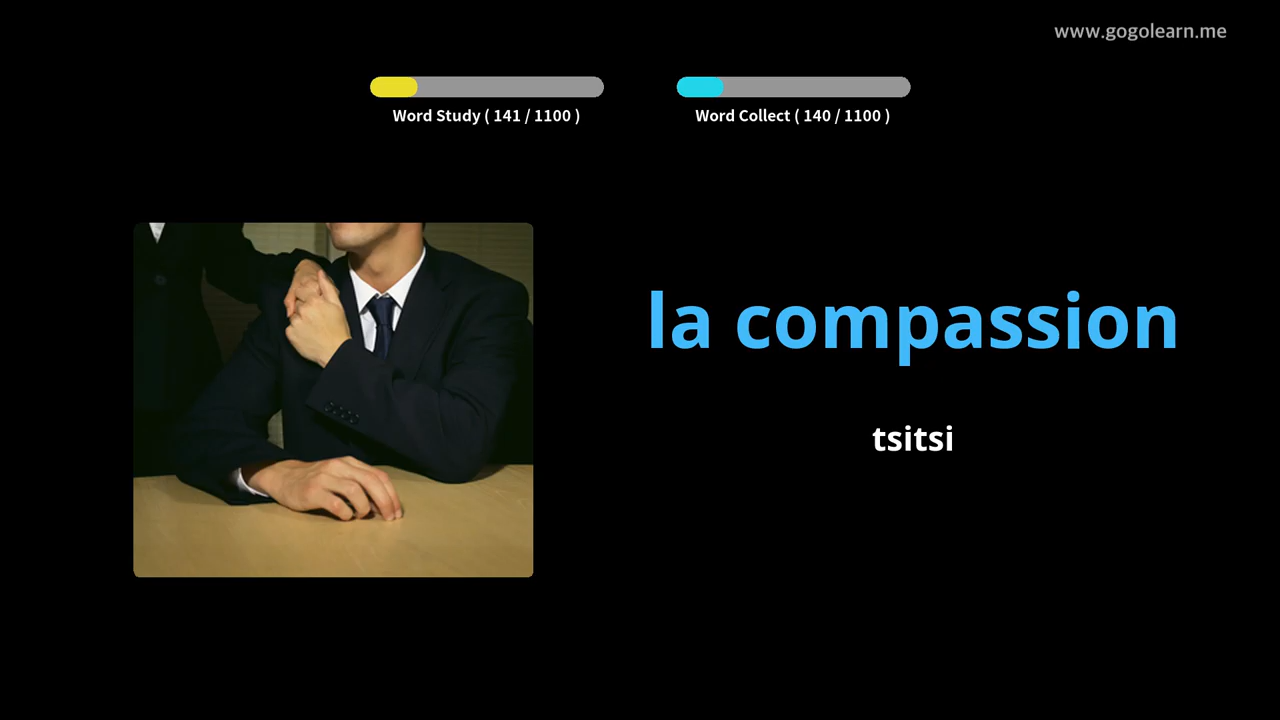 www.gogolearn.me
Word Study ( 141 / 1100 )
Word Collect ( 140 / 1100 )
la compassion
tsitsi